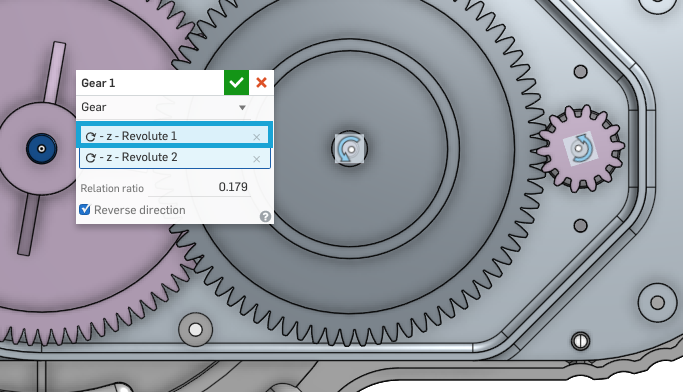 Gear 1
Gear
- z - Revolute 1
- z - Revolute 2
Relation ratio 0.179
Reverse direction